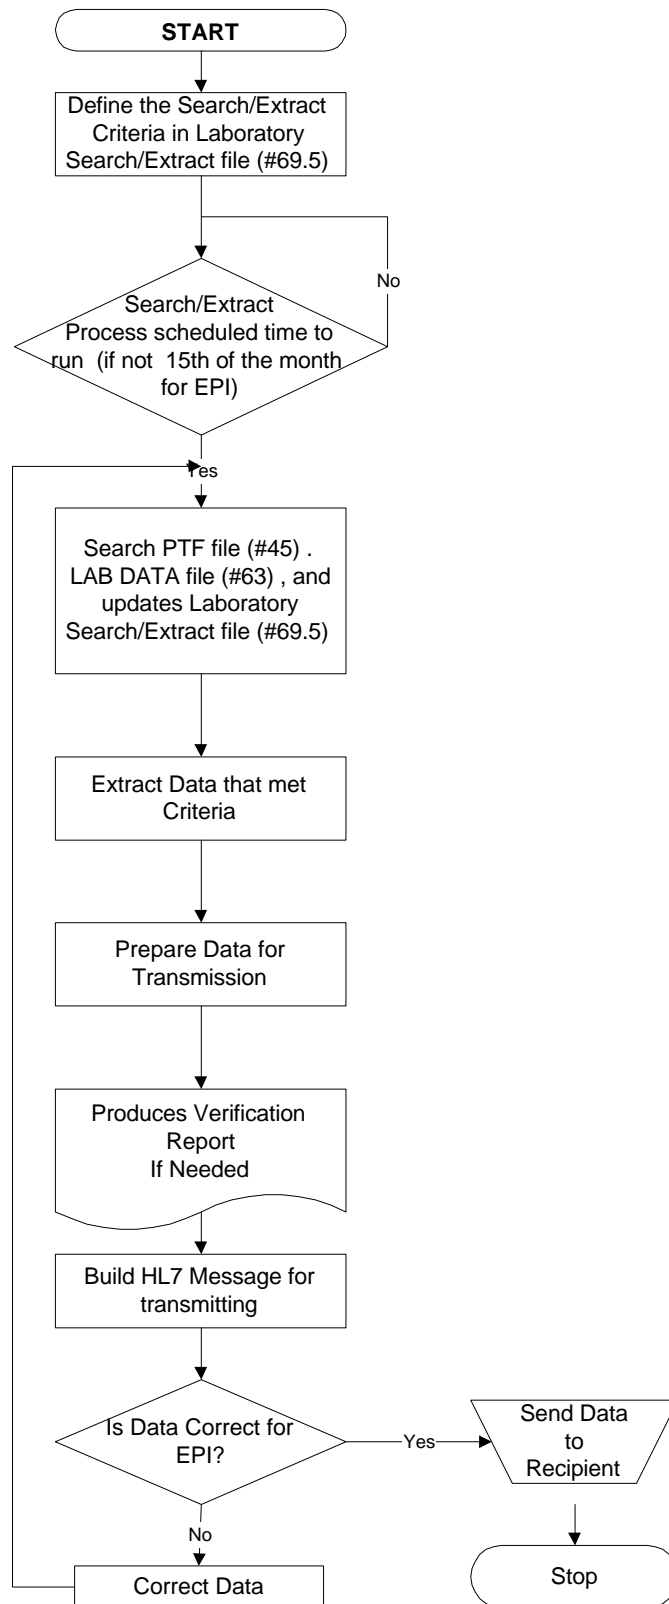 START
Define the Search/Extract
Criteria in Laboratory
Search/Extract file (#69.5)
No
Search/Extract
Process scheduled time to
run  (if not  15th of the month
for EPI)
Yes
Search PTF file (#45) .
LAB DATA file (#63) , and
updates Laboratory
Search/Extract file (#69.5)
Extract Data that met
Criteria
Prepare Data for
Transmission
Produces Verification
Report
If Needed
Build HL7 Message for
transmitting
Is Data Correct for
EPI?
Yes
Send Data
to
Recipient
No
Correct Data
Stop